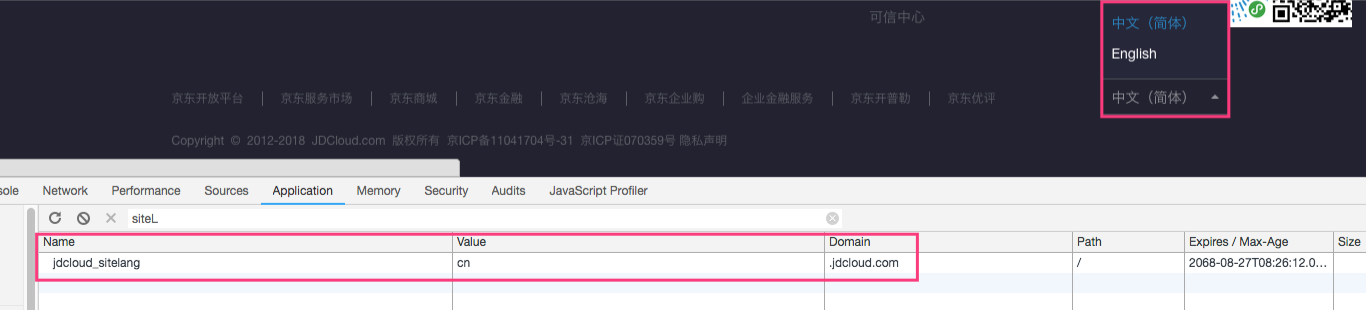 可信中心
中文（简体）
English
中文（简体）
京东开放平台 京东服务市场 京东商城 京东金融 京东沧海 京东企业购 企业金融服务 京东开普勒 京东优评
Copyright © 2012-2018 JDCloud.com 版权所有 京ICP备11041704号-31 京ICP证070359号 隐私声明
sole Network Performance Sources Application Memory Security Audits JavaScript Profiler
siteL
Name Value Domain Path Expires / Max-Age Size
jdcloud_sitelang cn .jdcloud.com / 2068-08-27T08:26:12.0...